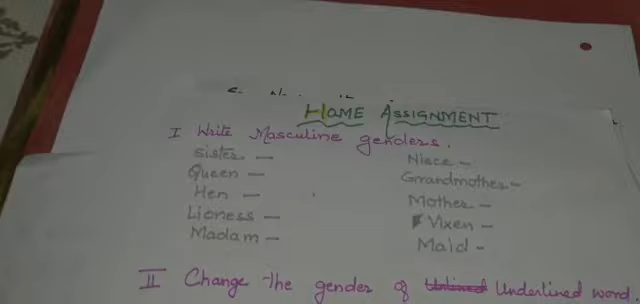 HOME ASSIGNMENT
I Write Masculine genders.
Sister —
Queen —
Hen —
Lioness —
Madam —
Niece —
Grandmother —
Mother —
Vixen —
Maid -
II Change the gender of Underlined word.